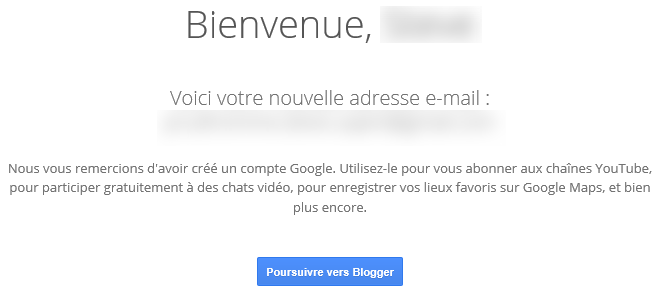 Bienvenue,
Voici votre nouvelle adresse e-mail :
Nous vous remercions d'avoir créé un compte Google. Utilisez-le pour vous abonner aux chaînes YouTube,
pour participer gratuitement à des chats vidéo, pour enregistrer vos lieux favoris sur Google Maps, et bien
plus encore.
Poursuivre vers Blogger